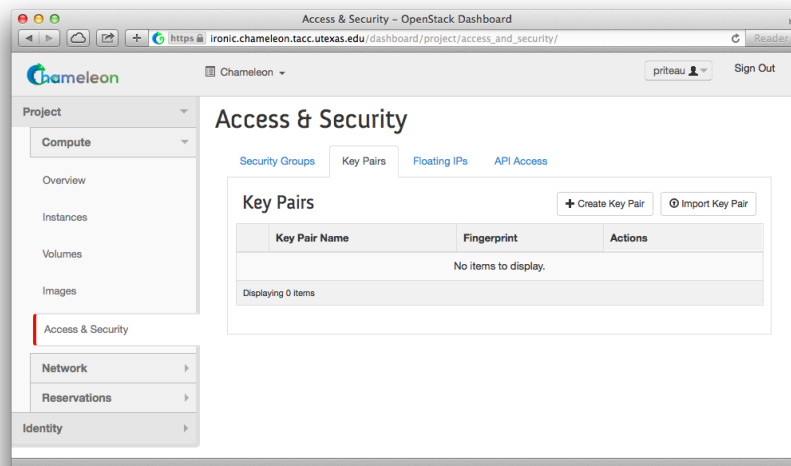 Access & Security - OpenStack Dashboard
https ironic.chameleon.tacc.utexas.edu/dashboard/project/access_and_security/ Reader
Chameleon Chameleon priteau Sign Out
Project
Compute
Overview
Instances
Volumes
Images
Access & Security
Network
Reservations
Identity
Access & Security
Security Groups Key Pairs Floating IPs API Access
Key Pairs Create Key Pair Import Key Pair
Key Pair Name Fingerprint Actions
No items to display.
Displaying 0 items